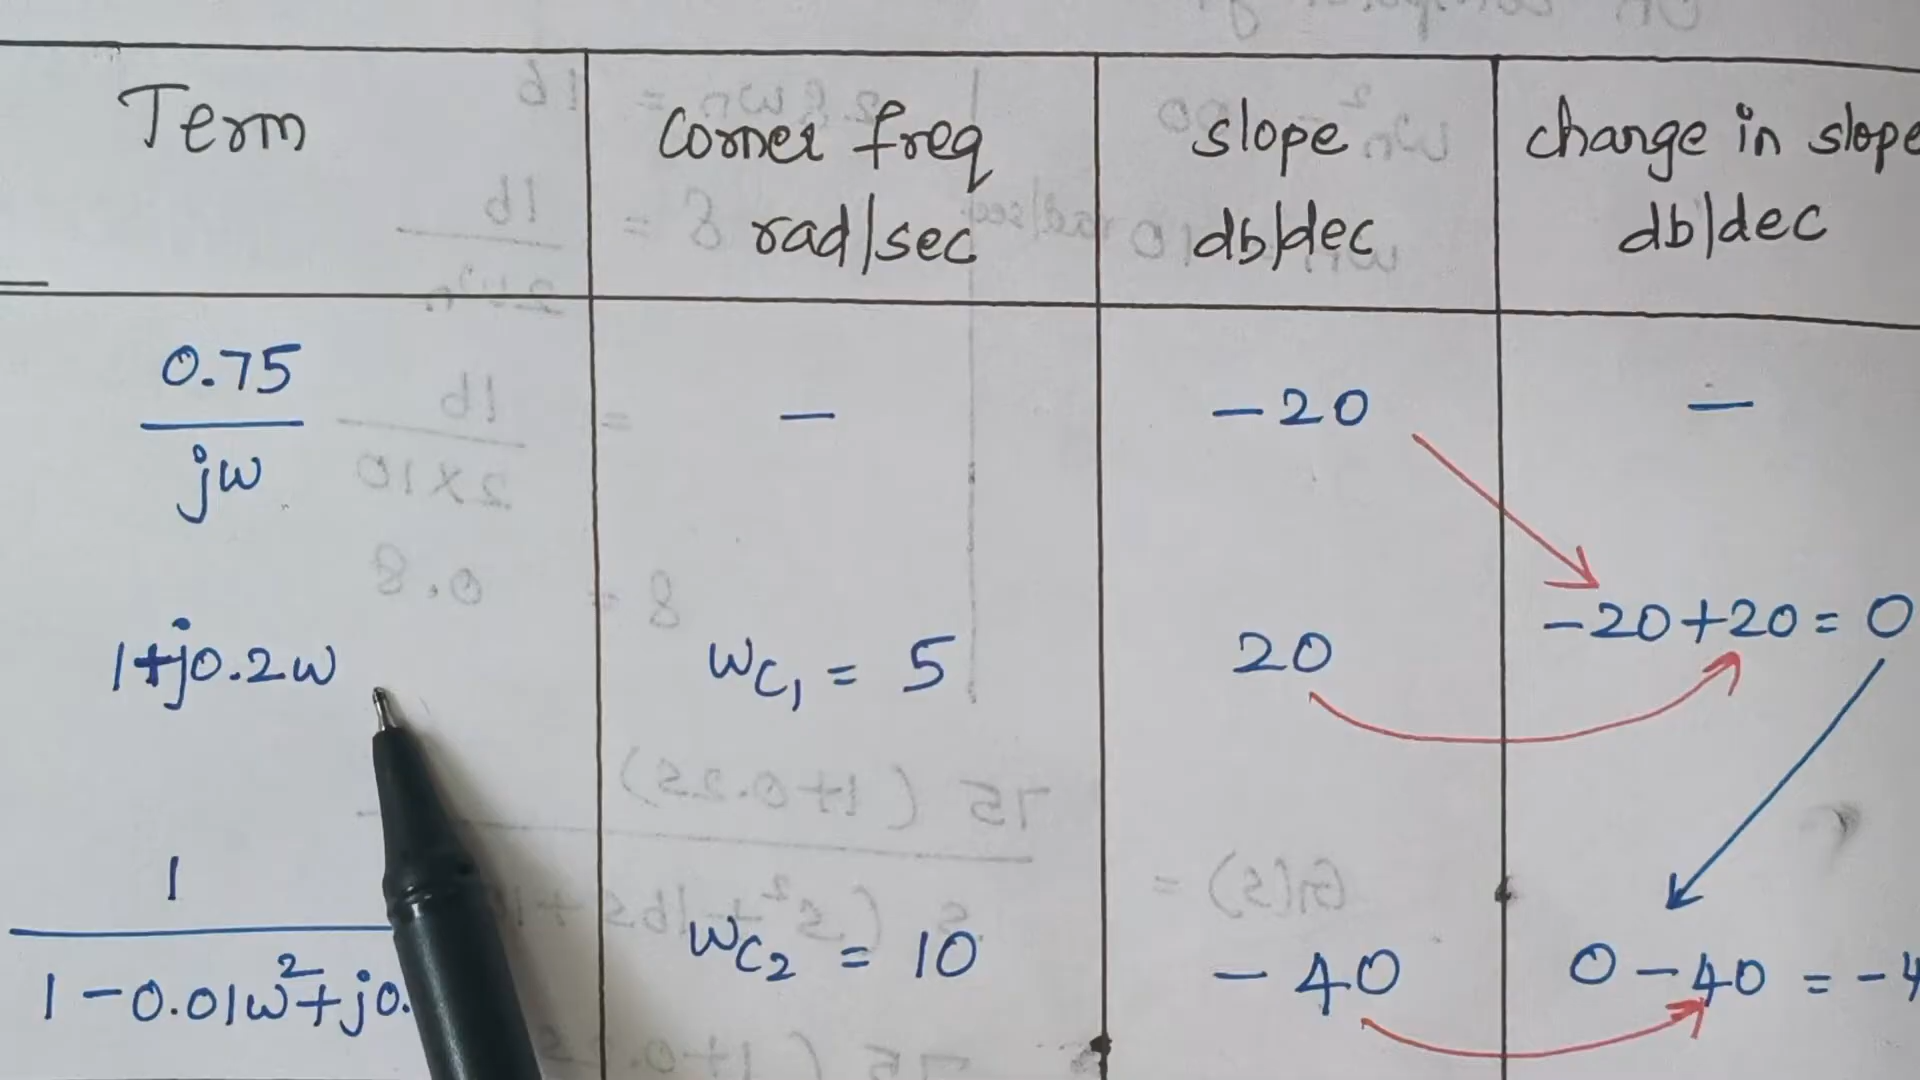 Term
corner freq
rad/sec
slope
db/dec
change in slope
db/dec
0.75
jω
—
-20
—
1+j0.2ω
ωc₁ = 5
20
-20+20 = 0
1
1-0.01ω²+j0.
ωc₂ = 10
-40
0-40 = -4